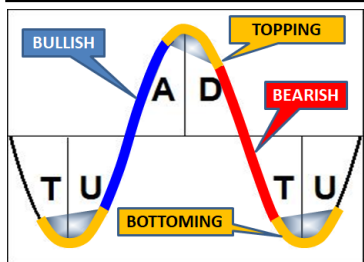 TOPPING
BULLISH
A D
BEARISH
T U
T U
BOTTOMING